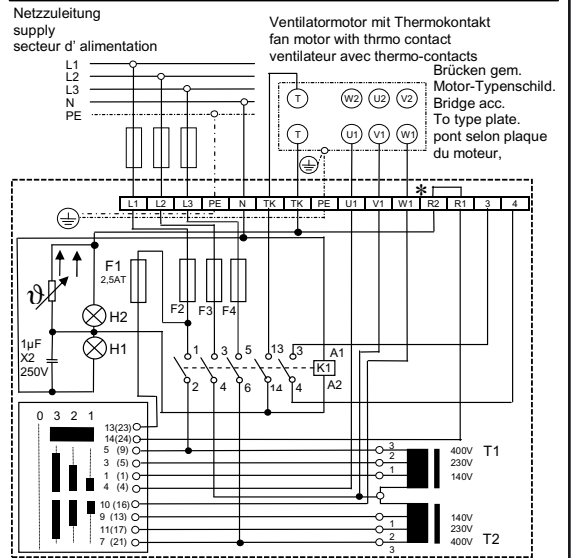 Netzzuleitung
supply
secteur d' alimentation
Ventilatormotor mit Thermokontakt
fan motor with thrmo contact
ventilateur avec thermo-contacts
Brücken gem.
Motor-Typenschild.
Bridge acc.
To type plate.
pont selon plaque
du moteur,
L1
L2
L3
N
PE
T W2 U2 V2
T U1 V1 W1
*
L1 L2 L3 PE N TK TK PE U1 V1 W1 R2 R1 3 4
F1
2,5AT
F2 F3 F4
ϑ
H2
H1
1µF
X2
250V
1 3 5 13 3
2 4 6 14 4
A1
K1
A2
0 3 2 1
13(23)
14(24)
5 (9)
3 (5)
1 (1)
4 (4)
10 (16)
9 (13)
11(17)
7 (21)
3
2
1
400V
230V
140V
T1
1
2
3
140V
230V
400V
T2